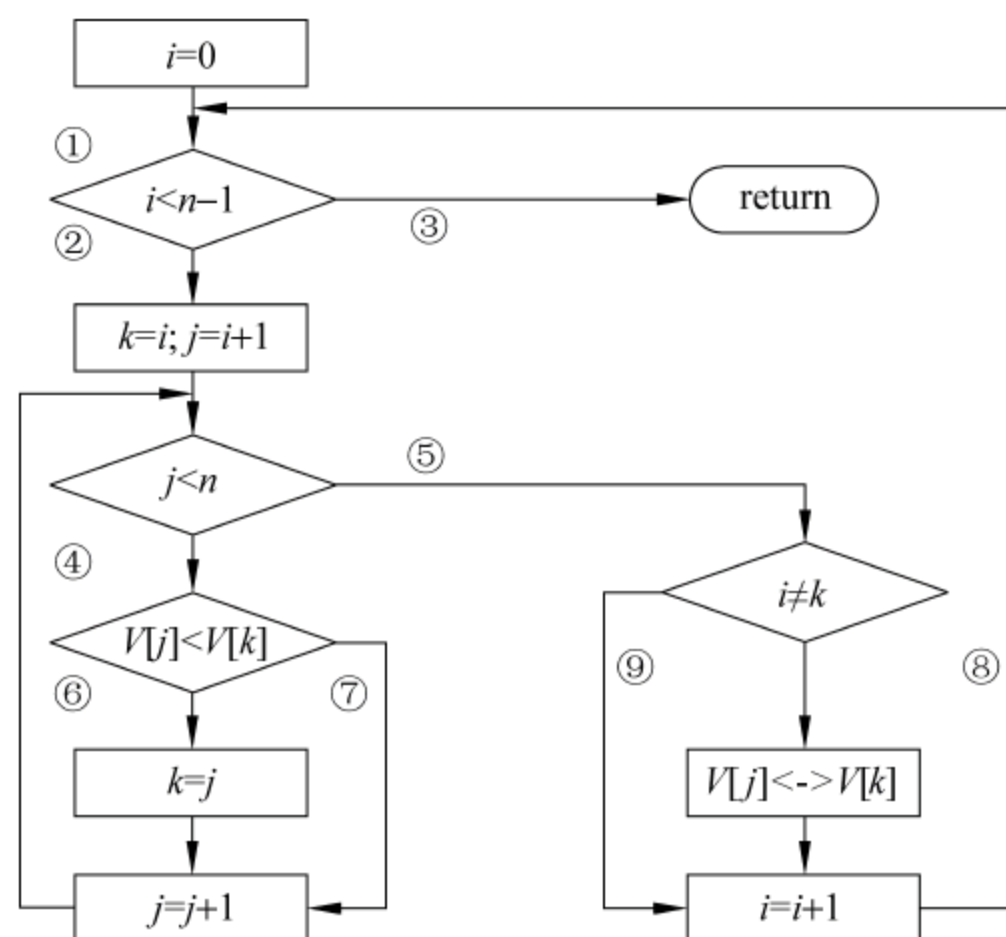 i=0
①
i<n−1
return
②
③
k=i; j=i+1
⑤
j<n
④
i≠k
V[j]<V[k]
⑥
⑦
⑨
⑧
k=j
V[j]<->V[k]
j=j+1
i=i+1